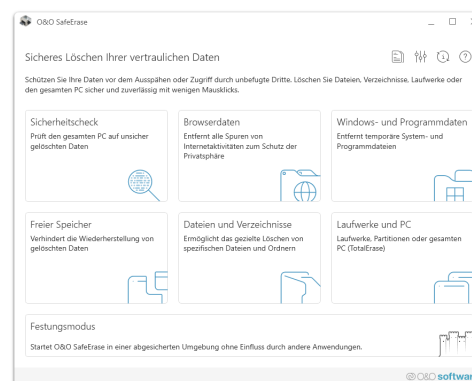 O&O SafeErase
Sicheres Löschen Ihrer vertraulichen Daten
Schützen Sie Ihre Daten vor dem Ausspähen oder Zugriff durch unbefugte Dritte. Löschen Sie Dateien, Verzeichnisse, Laufwerke oder
den gesamten PC sicher und zuverlässig mit wenigen Mausklicks.
Sicherheitscheck
Prüft den gesamten PC auf unsicher
gelöschten Daten
Browserdaten
Entfernt alle Spuren von
Internetaktivitäten zum Schutz der
Privatsphäre
Windows- und Programmdaten
Entfernt temporäre System- und
Programmdateien
Freier Speicher
Verhindert die Wiederherstellung von
gelöschten Daten
Dateien und Verzeichnisse
Ermöglicht das gezielte Löschen von
spezifischen Dateien und Ordnern
Laufwerke und PC
Laufwerke, Partitionen oder gesamten
PC (TotalErase)
Festungsmodus
Startet O&O SafeErase in einer abgesicherten Umgebung ohne Einfluss durch andere Anwendungen.
O&O softwar